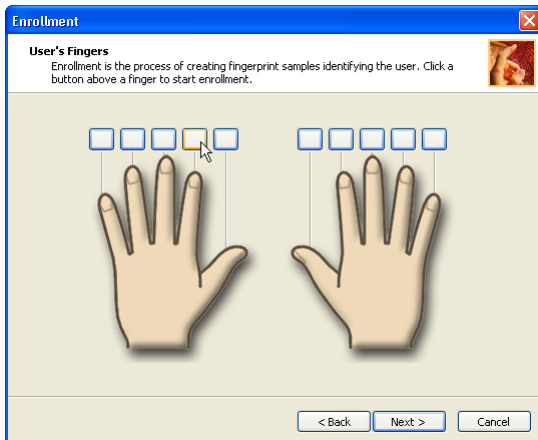 Enrollment
User's Fingers
Enrollment is the process of creating fingerprint samples identifying the user. Click a
button above a finger to start enrollment.
< Back
Next >
Cancel